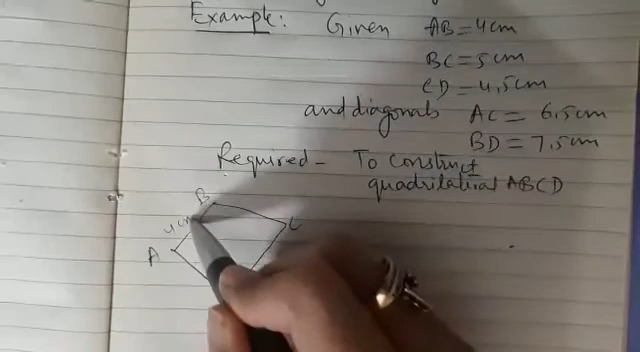 Example: Given AB=4cm
BC=5cm
CD=4,5cm
and diagonals AC= 6,5cm
BD=7,5cm
Required- To construct
quadrilateral ABCD
B
4cm
C
A